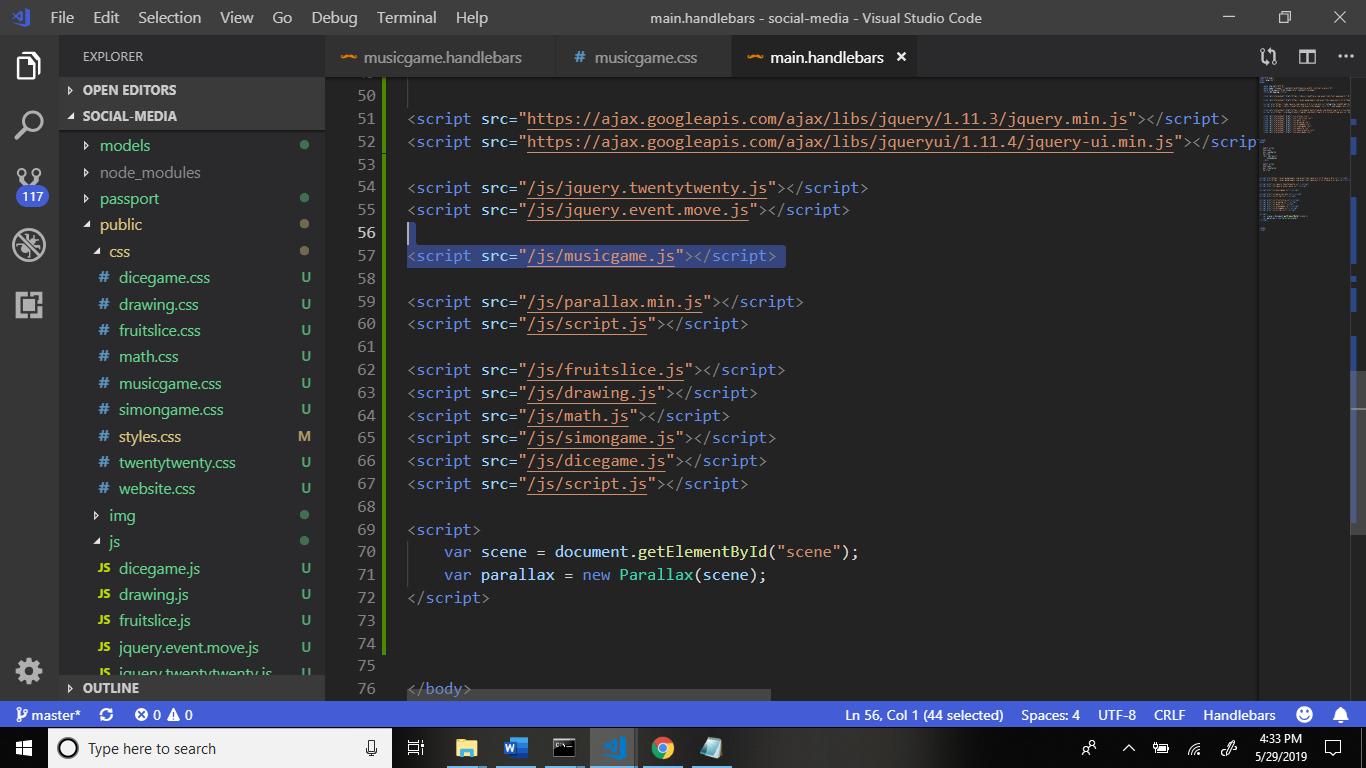 File Edit Selection View Go Debug Terminal Help main.handlebars - social-media - Visual Studio Code
EXPLORER
OPEN EDITORS
SOCIAL-MEDIA
models
node_modules
passport
public
css
# dicegame.css U
# drawing.css U
# fruitslice.css U
# math.css U
# musicgame.css U
# simongame.css U
# styles.css M
# twentytwenty.css U
# website.css U
img
js
JS dicegame.js U
JS drawing.js U
JS fruitslice.js U
JS jquery.event.move.js U
JS jquery.twentytwenty.js U
OUTLINE
117
musicgame.handlebars # musicgame.css main.handlebars ×
50
51 <script src="https://ajax.googleapis.com/ajax/libs/jquery/1.11.3/jquery.min.js"></script>
52 <script src="https://ajax.googleapis.com/ajax/libs/jqueryui/1.11.4/jquery-ui.min.js"></scrip
53
54 <script src="/js/jquery.twentytwenty.js"></script>
55 <script src="/js/jquery.event.move.js"></script>
56
57 <script src="/js/musicgame.js"></script>
58
59 <script src="/js/parallax.min.js"></script>
60 <script src="/js/script.js"></script>
61
62 <script src="/js/fruitslice.js"></script>
63 <script src="/js/drawing.js"></script>
64 <script src="/js/math.js"></script>
65 <script src="/js/simongame.js"></script>
66 <script src="/js/dicegame.js"></script>
67 <script src="/js/script.js"></script>
68
69 <script>
70 var scene = document.getElementById("scene");
71 var parallax = new Parallax(scene);
72 </script>
73
74
75
76 </body>
master* 0 0 Ln 56, Col 1 (44 selected) Spaces: 4 UTF-8 CRLF Handlebars
Type here to search
4:33 PM
5/29/2019